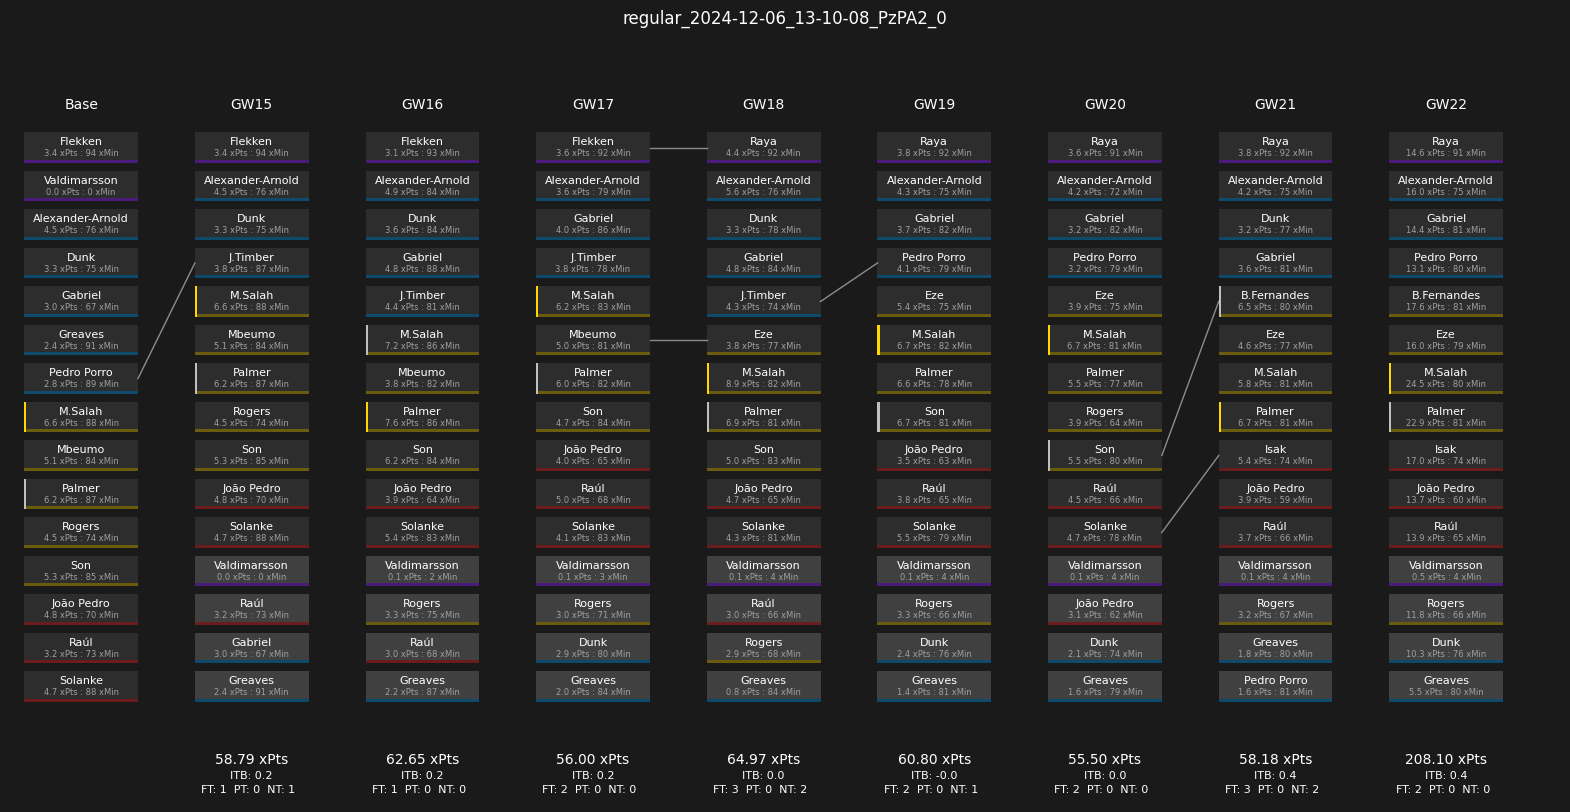 regular_2024-12-06_13-10-08_PzPA2_0
Base
Flekken
3.4 xPts : 94 xMin
Valdimarsson
0.0 xPts : 0 xMin
Alexander-Arnold
4.5 xPts : 76 xMin
Dunk
3.3 xPts : 75 xMin
Gabriel
3.0 xPts : 67 xMin
Greaves
2.4 xPts : 91 xMin
Pedro Porro
2.8 xPts : 89 xMin
M.Salah
6.6 xPts : 88 xMin
Mbeumo
5.1 xPts : 84 xMin
Palmer
6.2 xPts : 87 xMin
Rogers
4.5 xPts : 74 xMin
Son
5.3 xPts : 85 xMin
João Pedro
4.8 xPts : 70 xMin
Raúl
3.2 xPts : 73 xMin
Solanke
4.7 xPts : 88 xMin
GW15
Flekken
3.4 xPts : 94 xMin
Alexander-Arnold
4.5 xPts : 76 xMin
Dunk
3.3 xPts : 75 xMin
J.Timber
3.8 xPts : 87 xMin
M.Salah
6.6 xPts : 88 xMin
Mbeumo
5.1 xPts : 84 xMin
Palmer
6.2 xPts : 87 xMin
Rogers
4.5 xPts : 74 xMin
Son
5.3 xPts : 85 xMin
João Pedro
4.8 xPts : 70 xMin
Solanke
4.7 xPts : 88 xMin
Valdimarsson
0.0 xPts : 0 xMin
Raúl
3.2 xPts : 73 xMin
Gabriel
3.0 xPts : 67 xMin
Greaves
2.4 xPts : 91 xMin
58.79 xPts
ITB: 0.2
FT: 1 PT: 0 NT: 1
GW16
Flekken
3.1 xPts : 93 xMin
Alexander-Arnold
4.9 xPts : 84 xMin
Dunk
3.6 xPts : 84 xMin
Gabriel
4.8 xPts : 88 xMin
J.Timber
4.4 xPts : 81 xMin
M.Salah
7.2 xPts : 86 xMin
Mbeumo
3.8 xPts : 82 xMin
Palmer
7.6 xPts : 86 xMin
Son
6.2 xPts : 84 xMin
João Pedro
3.9 xPts : 64 xMin
Solanke
5.4 xPts : 83 xMin
Valdimarsson
0.1 xPts : 2 xMin
Rogers
3.3 xPts : 75 xMin
Raúl
3.0 xPts : 68 xMin
Greaves
2.2 xPts : 87 xMin
62.65 xPts
ITB: 0.2
FT: 1 PT: 0 NT: 0
GW17
Flekken
3.6 xPts : 92 xMin
Alexander-Arnold
3.6 xPts : 79 xMin
Gabriel
4.0 xPts : 86 xMin
J.Timber
3.8 xPts : 78 xMin
M.Salah
6.2 xPts : 83 xMin
Mbeumo
5.0 xPts : 81 xMin
Palmer
6.0 xPts : 82 xMin
Son
4.7 xPts : 84 xMin
João Pedro
4.0 xPts : 65 xMin
Raúl
5.0 xPts : 68 xMin
Solanke
4.1 xPts : 83 xMin
Valdimarsson
0.1 xPts : 3 xMin
Rogers
3.0 xPts : 71 xMin
Dunk
2.9 xPts : 80 xMin
Greaves
2.0 xPts : 84 xMin
56.00 xPts
ITB: 0.2
FT: 2 PT: 0 NT: 0
GW18
Raya
4.4 xPts : 92 xMin
Alexander-Arnold
5.6 xPts : 76 xMin
Dunk
3.3 xPts : 78 xMin
Gabriel
4.8 xPts : 84 xMin
J.Timber
4.3 xPts : 74 xMin
Eze
3.8 xPts : 77 xMin
M.Salah
8.9 xPts : 82 xMin
Palmer
6.9 xPts : 81 xMin
Son
5.0 xPts : 83 xMin
João Pedro
4.7 xPts : 65 xMin
Solanke
4.3 xPts : 81 xMin
Valdimarsson
0.1 xPts : 4 xMin
Raúl
3.0 xPts : 66 xMin
Rogers
2.9 xPts : 68 xMin
Greaves
0.8 xPts : 84 xMin
64.97 xPts
ITB: 0.0
FT: 3 PT: 0 NT: 2
GW19
Raya
3.8 xPts : 92 xMin
Alexander-Arnold
4.3 xPts : 75 xMin
Gabriel
3.7 xPts : 82 xMin
Pedro Porro
4.1 xPts : 79 xMin
Eze
5.4 xPts : 75 xMin
M.Salah
6.7 xPts : 82 xMin
Palmer
6.6 xPts : 78 xMin
Son
6.7 xPts : 81 xMin
João Pedro
3.5 xPts : 63 xMin
Raúl
3.8 xPts : 65 xMin
Solanke
5.5 xPts : 79 xMin
Valdimarsson
0.1 xPts : 4 xMin
Rogers
3.3 xPts : 66 xMin
Dunk
2.4 xPts : 76 xMin
Greaves
1.4 xPts : 81 xMin
60.80 xPts
ITB: -0.0
FT: 2 PT: 0 NT: 1
GW20
Raya
3.6 xPts : 91 xMin
Alexander-Arnold
4.2 xPts : 72 xMin
Gabriel
3.2 xPts : 82 xMin
Pedro Porro
3.2 xPts : 79 xMin
Eze
3.9 xPts : 75 xMin
M.Salah
6.7 xPts : 81 xMin
Palmer
5.5 xPts : 77 xMin
Rogers
3.9 xPts : 64 xMin
Son
5.5 xPts : 80 xMin
Raúl
4.5 xPts : 66 xMin
Solanke
4.7 xPts : 78 xMin
Valdimarsson
0.1 xPts : 4 xMin
João Pedro
3.1 xPts : 62 xMin
Dunk
2.1 xPts : 74 xMin
Greaves
1.6 xPts : 79 xMin
55.50 xPts
ITB: 0.0
FT: 2 PT: 0 NT: 0
GW21
Raya
3.8 xPts : 92 xMin
Alexander-Arnold
4.2 xPts : 75 xMin
Dunk
3.2 xPts : 77 xMin
Gabriel
3.6 xPts : 81 xMin
B.Fernandes
6.5 xPts : 80 xMin
Eze
4.6 xPts : 77 xMin
M.Salah
5.8 xPts : 81 xMin
Palmer
6.7 xPts : 81 xMin
Isak
5.4 xPts : 74 xMin
João Pedro
3.9 xPts : 59 xMin
Raúl
3.7 xPts : 66 xMin
Valdimarsson
0.1 xPts : 4 xMin
Rogers
3.2 xPts : 67 xMin
Greaves
1.8 xPts : 80 xMin
Pedro Porro
1.6 xPts : 81 xMin
58.18 xPts
ITB: 0.4
FT: 3 PT: 0 NT: 2
GW22
Raya
14.6 xPts : 91 xMin
Alexander-Arnold
16.0 xPts : 75 xMin
Gabriel
14.4 xPts : 81 xMin
Pedro Porro
13.1 xPts : 80 xMin
B.Fernandes
17.6 xPts : 81 xMin
Eze
16.0 xPts : 79 xMin
M.Salah
24.5 xPts : 80 xMin
Palmer
22.9 xPts : 81 xMin
Isak
17.0 xPts : 74 xMin
João Pedro
13.7 xPts : 60 xMin
Raúl
13.9 xPts : 65 xMin
Valdimarsson
0.5 xPts : 4 xMin
Rogers
11.8 xPts : 66 xMin
Dunk
10.3 xPts : 76 xMin
Greaves
5.5 xPts : 80 xMin
208.10 xPts
ITB: 0.4
FT: 2 PT: 0 NT: 0